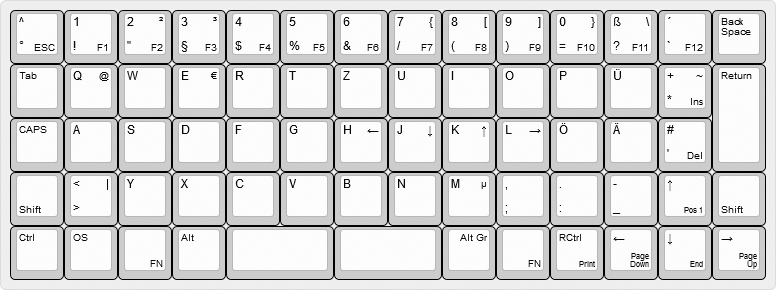 ^ 1 2 ² 3 ³ 4 5 6 7 { 8 [ 9 ] 0 } ß \ ´ Back
Space
° ESC ! F1 " F2 § F3 $ F4 % F5 & F6 / F7 ( F8 ) F9 = F10 ? F11 ` F12
Tab Q @ W E € R T Z U I O P Ü + ~ Return
* Ins
CAPS A S D F G H ← J ↓ K ↑ L → Ö Ä #
' Del
< | Y X C V B N M µ , . - ↑
Shift > ; : _ Pos 1 Shift
Ctrl OS Alt Alt Gr RCtrl ← ↓ →
FN FN Print Page
Down End Page
Up